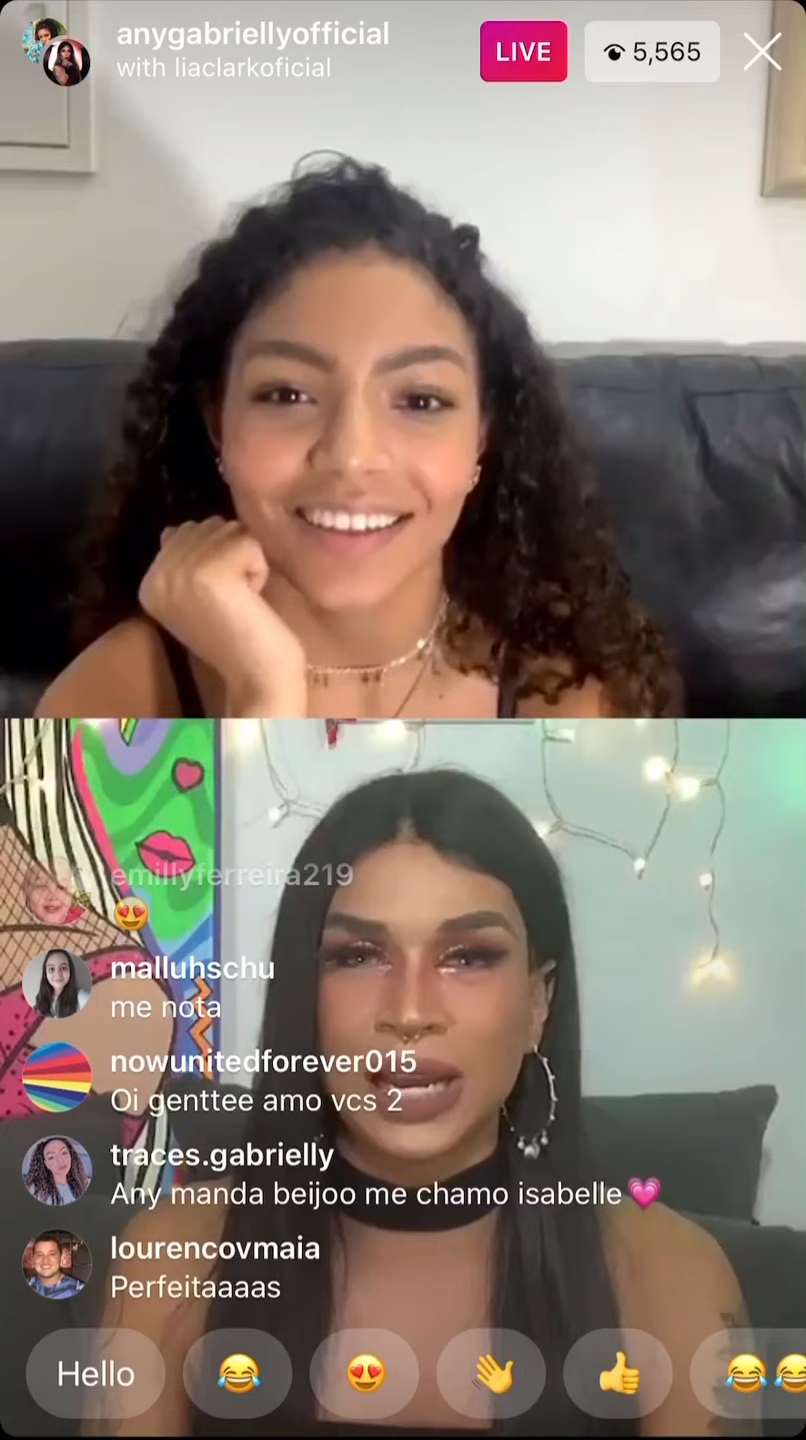 anygabriellyofficial
with liaclarkoficial
LIVE
5,565
emillyferreira219
😍
malluhschu
me nota
nowunitedforever015
Oi genttee amo vcs 2
traces.gabrielly
Any manda beijoo me chamo isabelle💗
lourencovmaia
Perfeitaaaas
Hello 😂 😍 👋 👍 😂😂